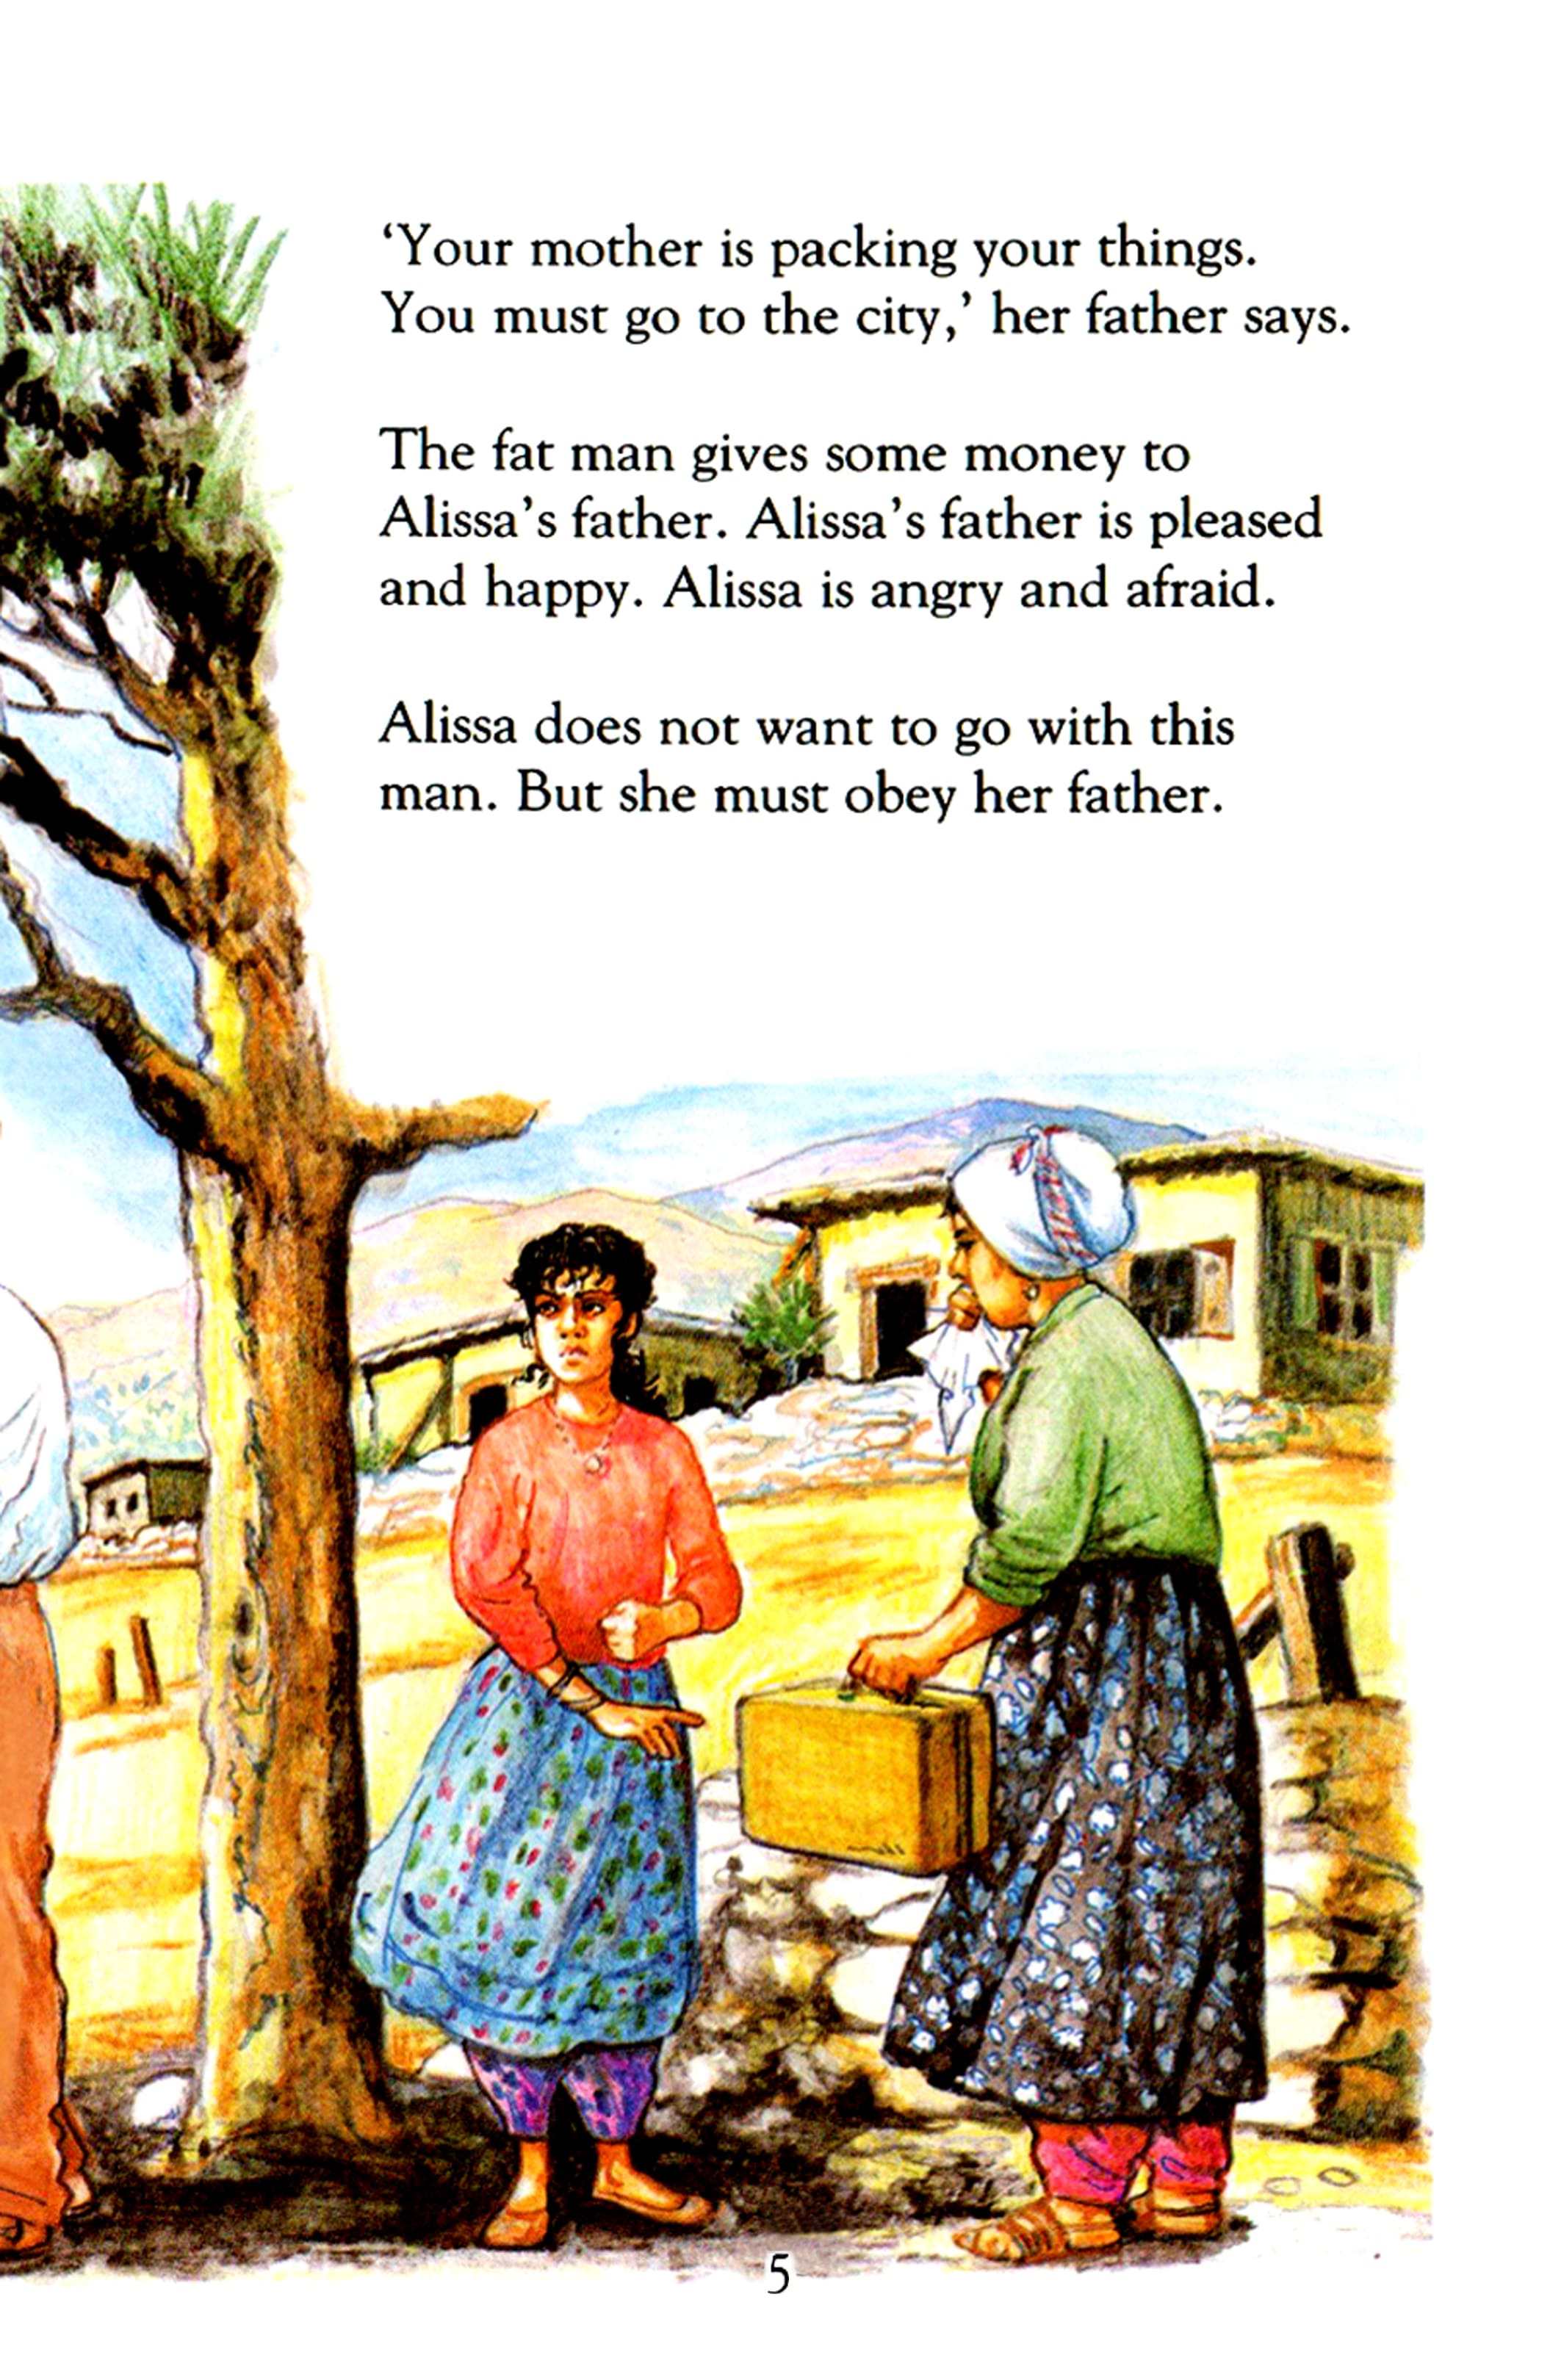 ‘Your mother is packing your things.
You must go to the city,’ her father says.
The fat man gives some money to
Alissa’s father. Alissa’s father is pleased
and happy. Alissa is angry and afraid.
Alissa does not want to go with this
man. But she must obey her father.
5